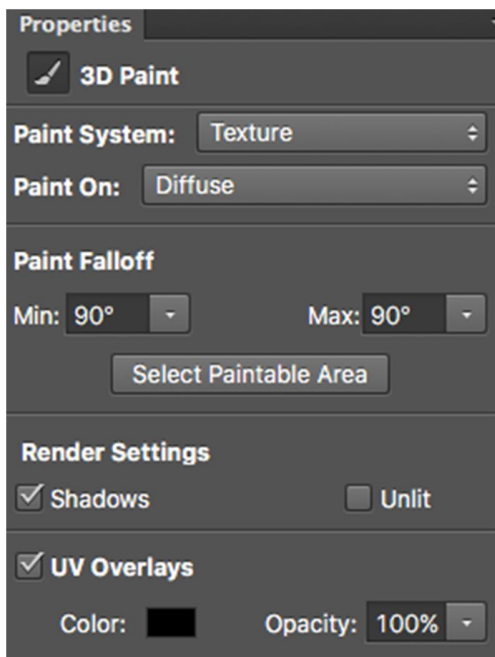 Properties
3D Paint
Paint System: Texture
Paint On: Diffuse
Paint Falloff
Min: 90° Max: 90°
Select Paintable Area
Render Settings
Shadows Unlit
UV Overlays
Color: Opacity: 100%